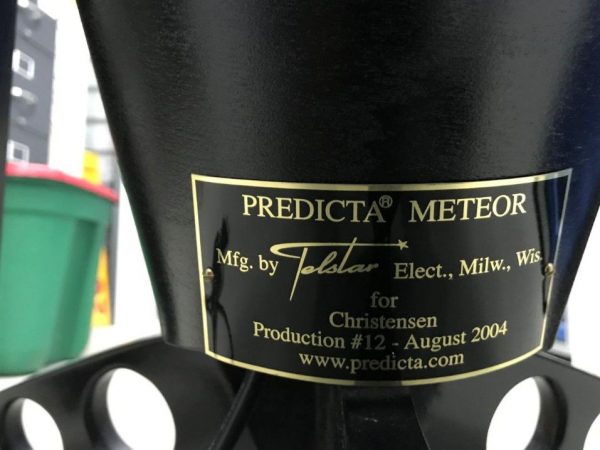 PREDICTA® METEOR
Mfg. by Telstar Elect., Milw., Wis.
for
Christensen
Production #12 - August 2004
www.predicta.com